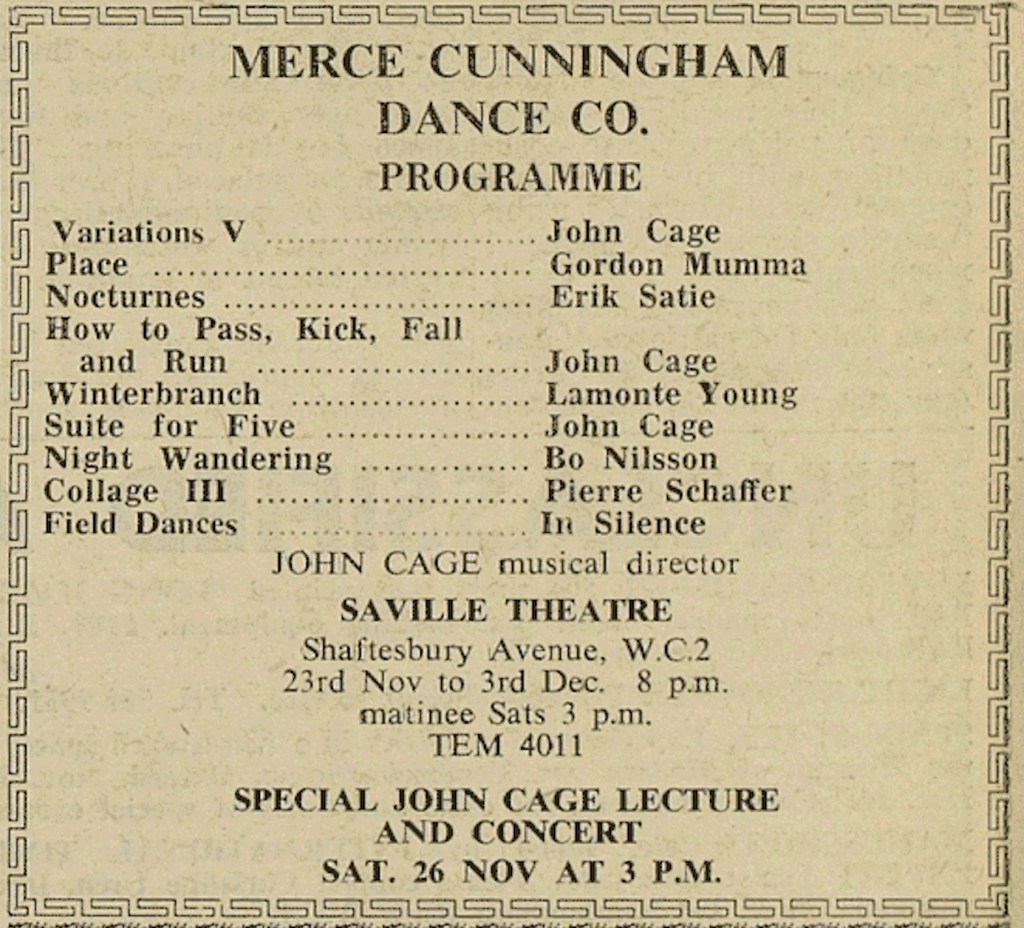 MERCE CUNNINGHAM
DANCE CO.
PROGRAMME
Variations V ........................ John Cage
Place ................................. Gordon Mumma
Nocturnes ........................... Erik Satie
How to Pass, Kick, Fall
and Run ........................ John Cage
Winterbranch ..................... Lamonte Young
Suite for Five .................. John Cage
Night Wandering ............... Bo Nilsson
Collage III ........................ Pierre Schaffer
Field Dances ........................ In Silence
JOHN CAGE musical director
SAVILLE THEATRE
Shaftesbury Avenue, W.C.2
23rd Nov to 3rd Dec. 8 p.m.
matinee Sats 3 p.m.
TEM 4011
SPECIAL JOHN CAGE LECTURE
AND CONCERT
SAT. 26 NOV AT 3 P.M.